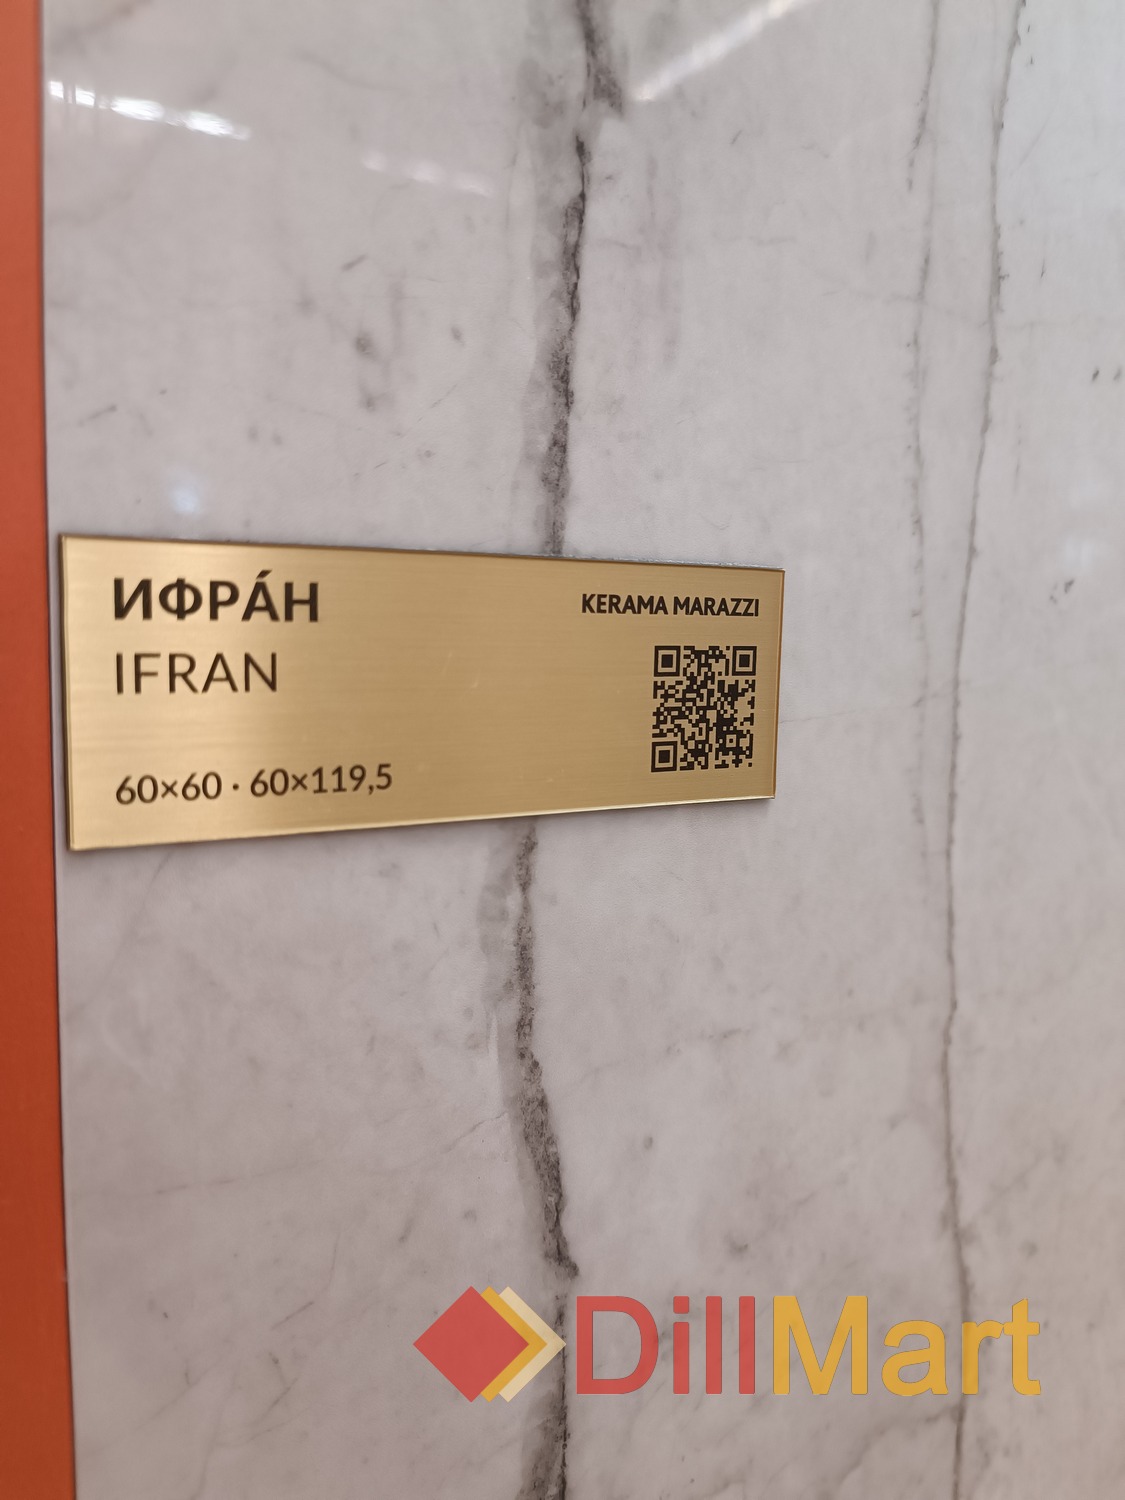 ИФРА́Н
IFRAN
60×60 · 60×119,5
KERAMA MARAZZI
DillMart